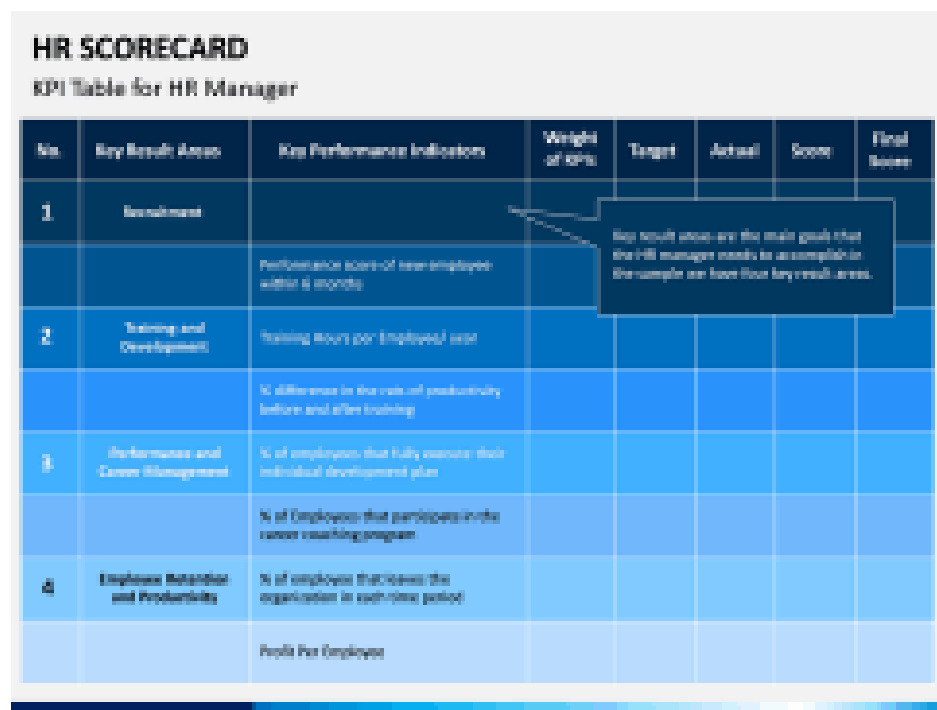 HR SCORECARD
KPI Table for HR Manager
No. Key Result Areas Key Performance Indicators Weight of KPIs Target Actual Score Final Score
1 Recruitment
Key result areas are the main goals that
the HR manager needs to accomplish in
the sample we have four key result areas.
Performance score of new employee
within 6 months
2 Training and Development Training Hours per Employee/ year
% difference in the rate of productivity
before and after training
3 Performance and Career Management
% of employees that fully execute their
individual development plan
% of Employees that participate in the
career coaching program
4 Employee Retention and Productivity
% of employee that leaves the
organization in each time period
Profit Per Employee